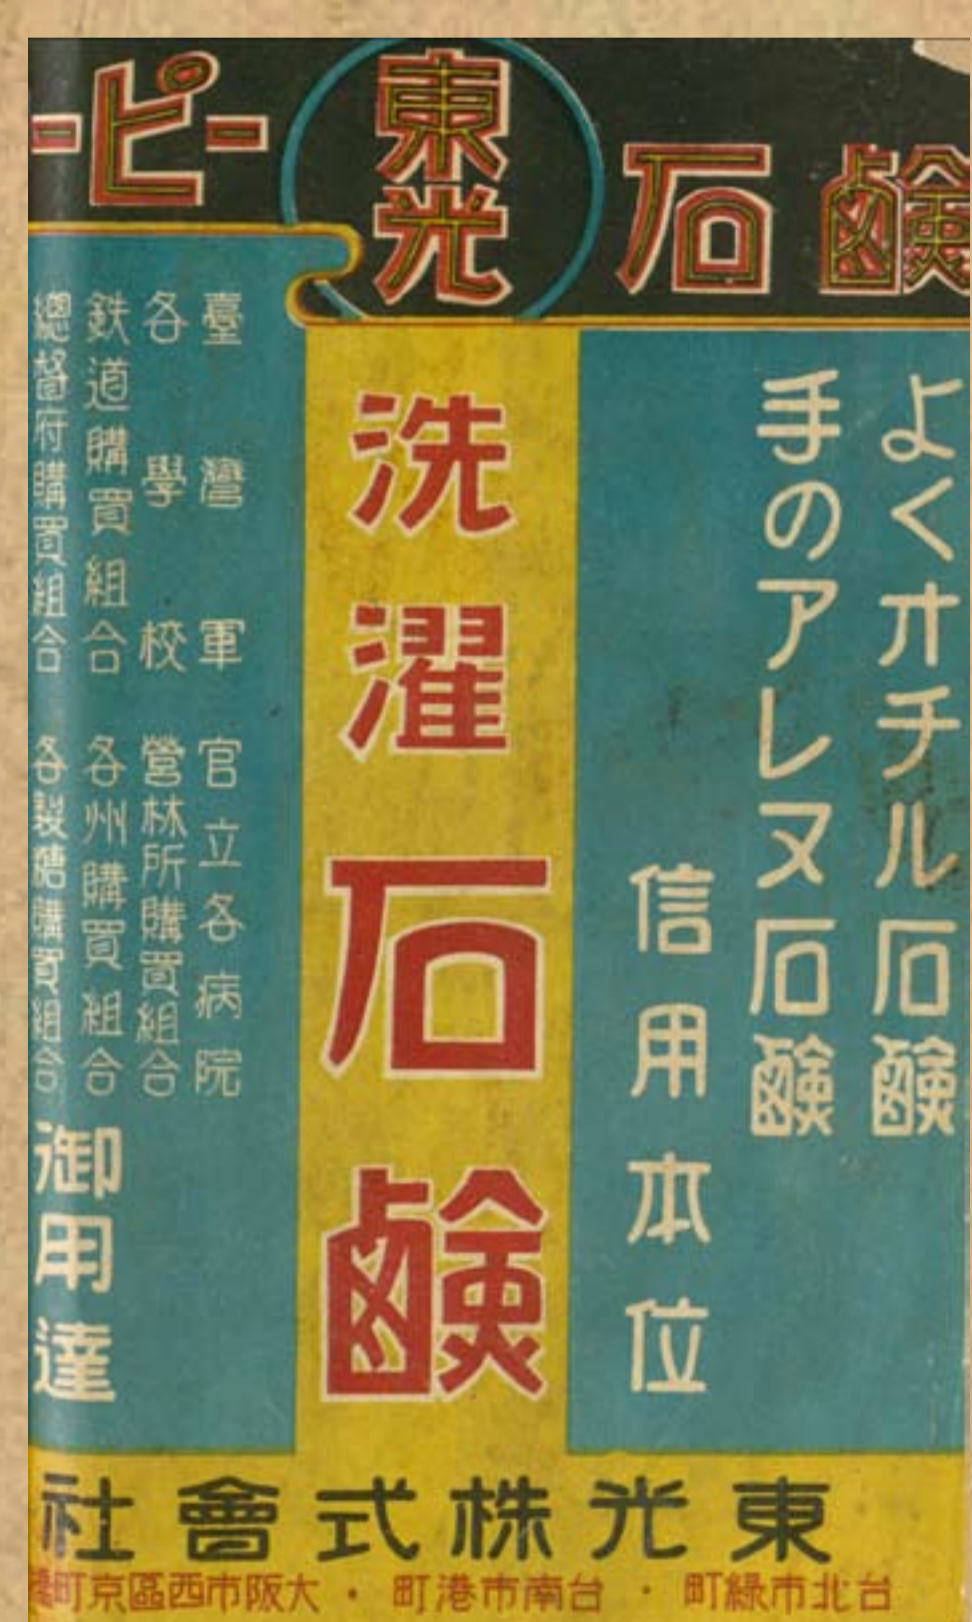 ーピー 東光 石鹸
よくオチル石鹸
手のアレヌ石鹸
信用本位
洗濯石鹸
臺灣軍 官立各病院
各學校 營林所購買組合
鉄道購買組合 各州購買組合
總督府購買組合 各製糖購買組合
御用達
東光株式會社
台北市緑町・台南市港町・大阪市西區京町